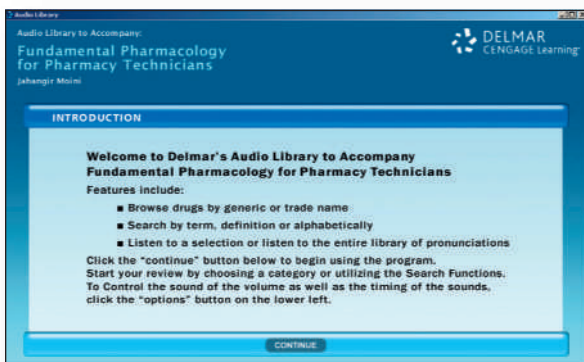 Audio Library
Audio Library to Accompany:
Fundamental Pharmacology
for Pharmacy Technicians
Jahangir Moini
DELMAR
CENGAGE Learning
INTRODUCTION
Welcome to Delmar's Audio Library to Accompany
Fundamental Pharmacology for Pharmacy Technicians
Features include:
■ Browse drugs by generic or trade name
■ Search by term, definition or alphabetically
■ Listen to a selection or listen to the entire library of pronunciations
Click the "continue" button below to begin using the program.
Start your review by choosing a category or utilizing the Search Functions.
To Control the sound of the volume as well as the timing of the sounds,
click the "options" button on the lower left.
CONTINUE